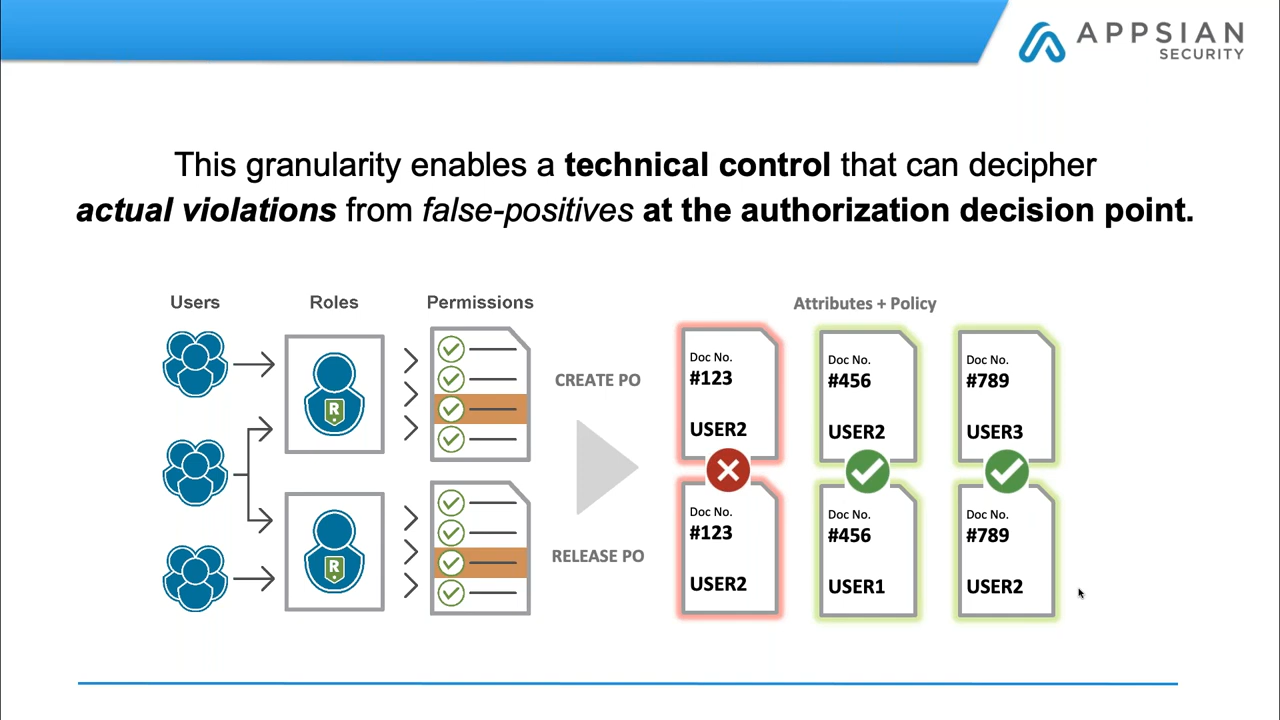 APPSIAN
SECURITY
This granularity enables a technical control that can decipher
actual violations from false-positives at the authorization decision point.
Users
Roles
Permissions
Attributes + Policy
R
R
CREATE PO
RELEASE PO
Doc No.
#123
USER2
Doc No.
#456
USER2
Doc No.
#789
USER3
Doc No.
#123
USER2
Doc No.
#456
USER1
Doc No.
#789
USER2